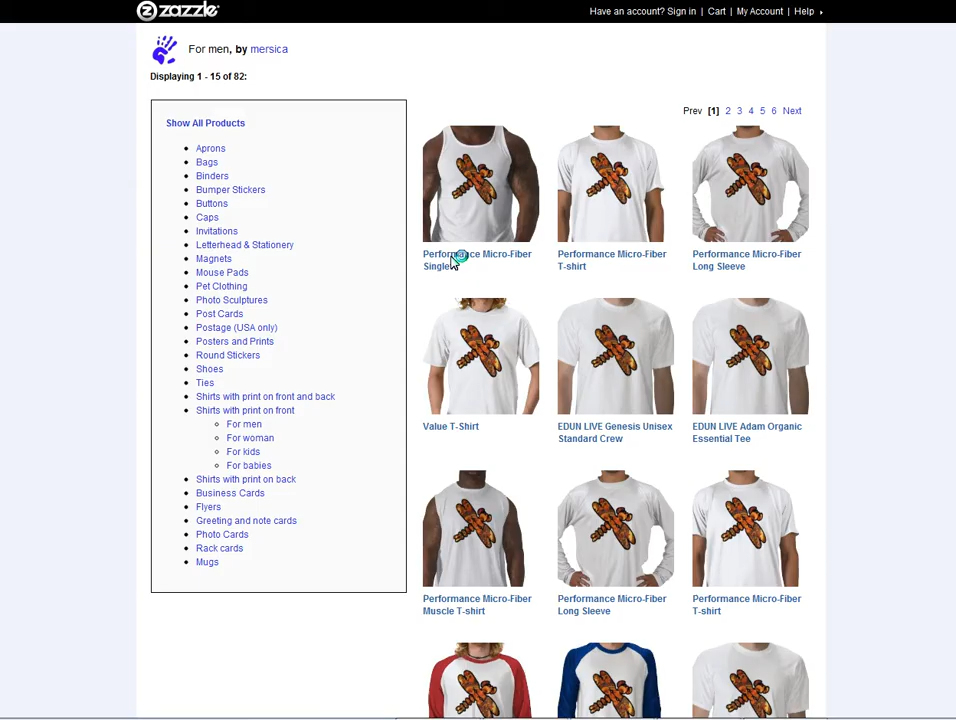 zazzle
Have an account? Sign in | Cart | My Account | Help
For men, by mersica
Displaying 1 - 15 of 82:
Show All Products
Aprons
Bags
Binders
Bumper Stickers
Buttons
Caps
Invitations
Letterhead & Stationery
Magnets
Mouse Pads
Pet Clothing
Photo Sculptures
Post Cards
Postage (USA only)
Posters and Prints
Round Stickers
Shoes
Ties
Shirts with print on front and back
Shirts with print on front
For men
For woman
For kids
For babies
Shirts with print on back
Business Cards
Flyers
Greeting and note cards
Photo Cards
Rack cards
Mugs
Prev [1] 2 3 4 5 6 Next
Performance Micro-Fiber
Singlet
Performance Micro-Fiber
T-shirt
Performance Micro-Fiber
Long Sleeve
Value T-Shirt
EDUN LIVE Genesis Unisex
Standard Crew
EDUN LIVE Adam Organic
Essential Tee
Performance Micro-Fiber
Muscle T-shirt
Performance Micro-Fiber
Long Sleeve
Performance Micro-Fiber
T-shirt